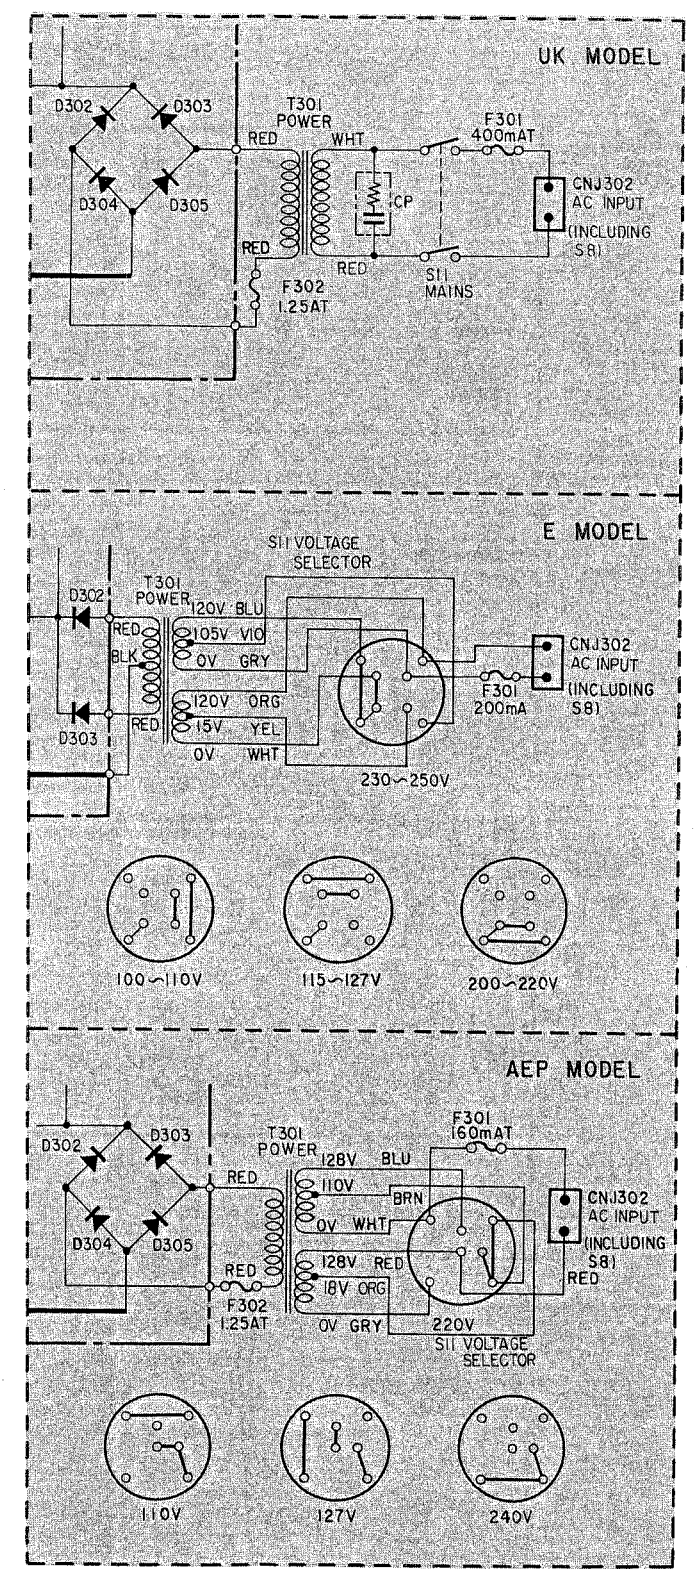 UK MODEL
D302
D303
T301
POWER
RED
WHT
F301
400mAT
CNJ302
AC INPUT
(INCLUDING
S8)
D304
D305
CP
RED
RED
F302
1.25AT
S11
MAINS
E MODEL
S11 VOLTAGE
SELECTOR
D302
T301
POWER
120V BLU
RED
105V VIO
BLK
0V GRY
CNJ302
AC INPUT
(INCLUDING
S8)
F301
200mA
120V ORG
RED
15V YEL
D303
0V WHT
230~250V
100~110V
115~127V
200~220V
AEP MODEL
F301
160mAT
D302
D303
T301
POWER
128V BLU
RED
110V
BRN
0V WHT
CNJ302
AC INPUT
(INCLUDING
S8)
RED
D304
D305
128V RED
RED
18V ORG
F302
1.25AT
0V GRY
220V
S11 VOLTAGE
SELECTOR
110V
127V
240V